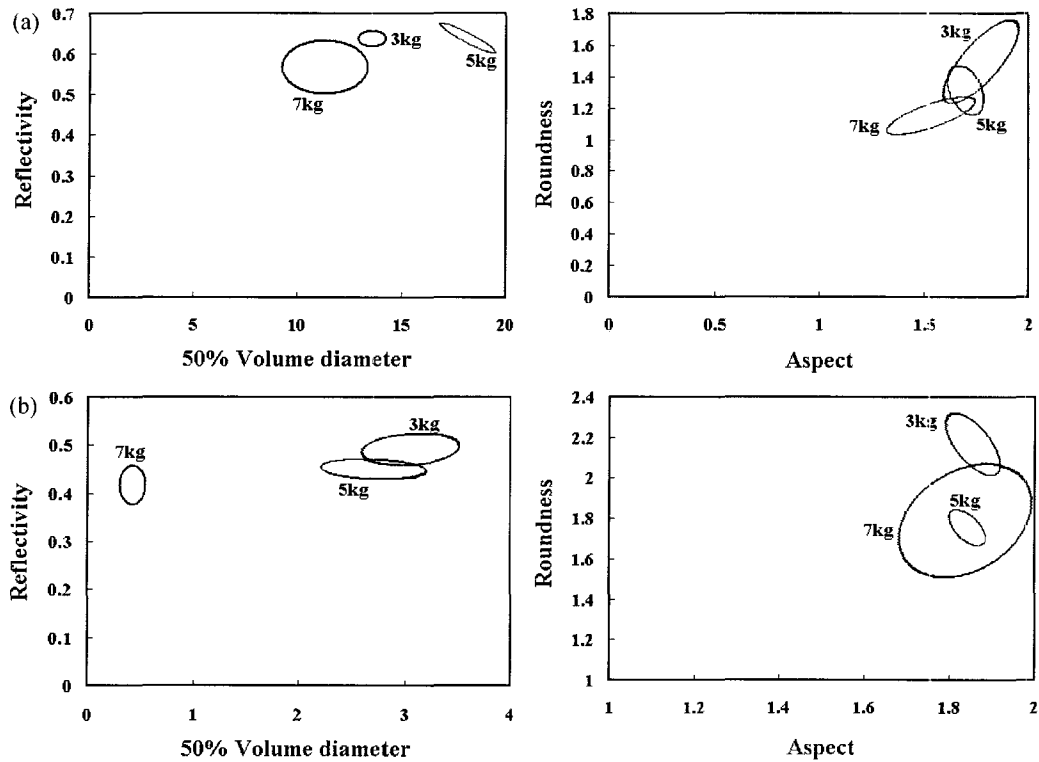 (a)
0.7
0.6
0.5
0.4
0.3
0.2
0.1
0
Reflectivity
3kg
5kg
7kg
0 5 10 15 20
50% Volume diameter
1.8
1.6
1.4
1.2
1
0.8
0.6
0.4
0.2
0
Roundness
3kg
7kg
5kg
0 0.5 1 1.5 2
Aspect
(b)
0.6
0.5
0.4
0.3
0.2
0.1
0
Reflectivity
7kg
3kg
5kg
0 1 2 3 4
50% Volume diameter
2.4
2.2
2
1.8
1.6
1.4
1.2
1
Roundness
3kg
5kg
7kg
1 1.2 1.4 1.6 1.8 2
Aspect